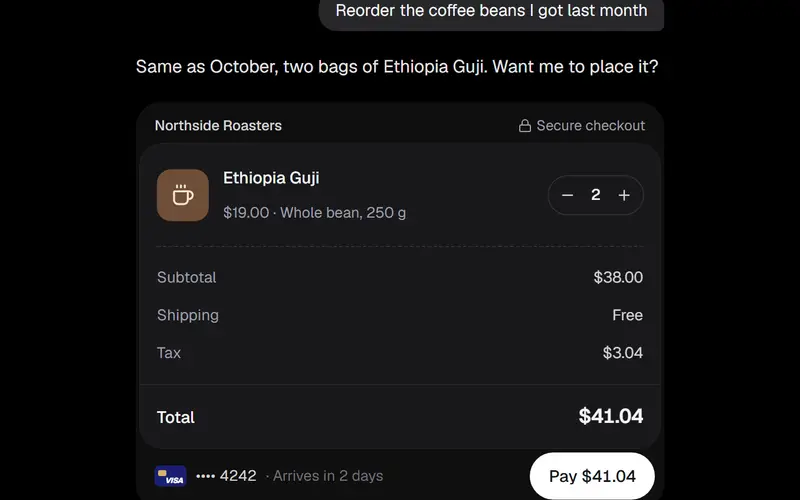 Reorder the coffee beans I got last month
Same as October, two bags of Ethiopia Guji. Want me to place it?
Northside Roasters
Secure checkout
Ethiopia Guji
$19.00 · Whole bean, 250 g
− 2 +
Subtotal $38.00
Shipping Free
Tax $3.04
Total $41.04
VISA •••• 4242 · Arrives in 2 days
Pay $41.04